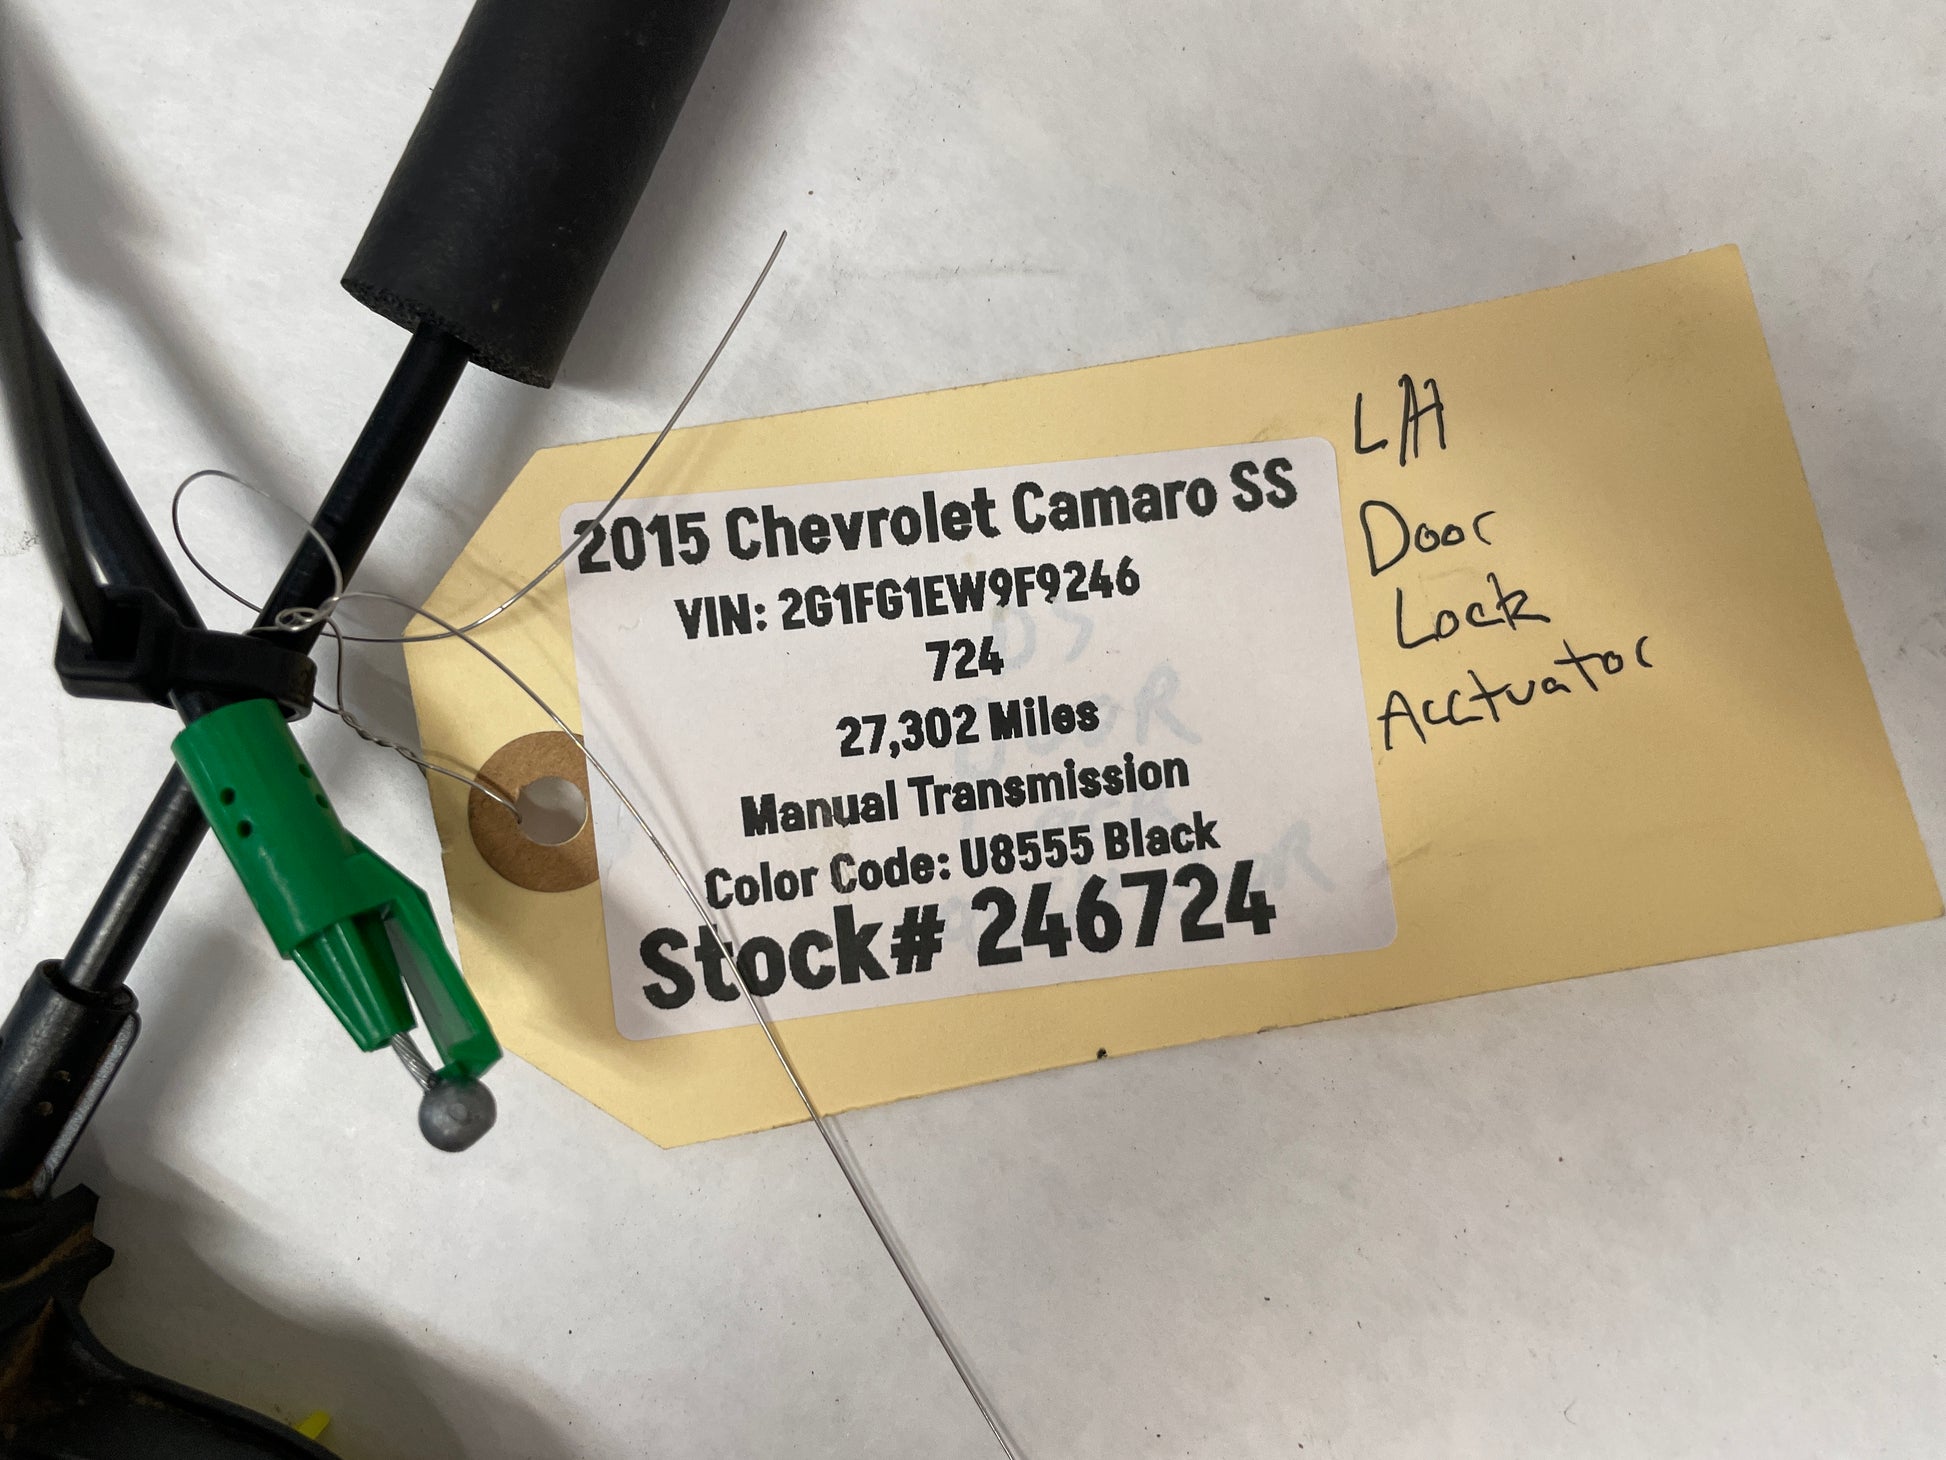 2015 Chevrolet Camaro SS
VIN: 2G1FG1EW9F9246
724
27,302 Miles
Manual Transmission
Color Code: U8555 Black
Stock# 246724
LH
Door
Lock
Acctuator